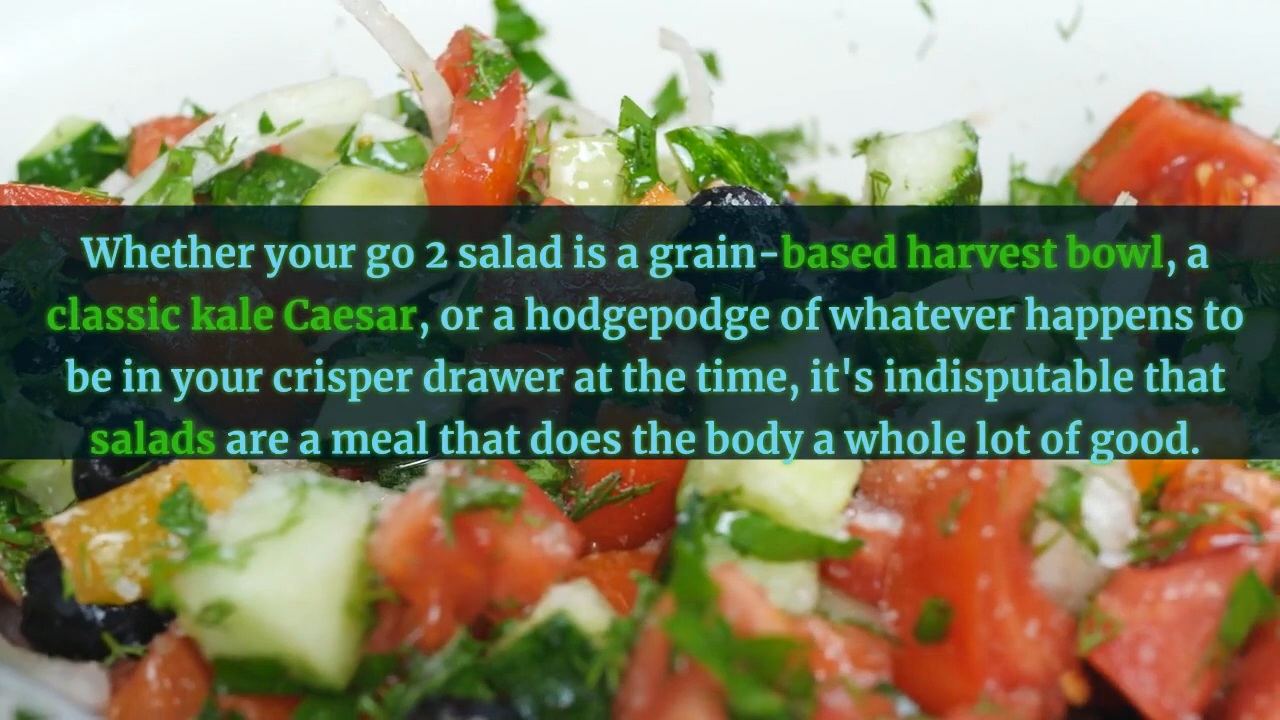 Whether your go 2 salad is a grain-based harvest bowl, a
classic kale Caesar, or a hodgepodge of whatever happens to
be in your crisper drawer at the time, it's indisputable that
salads are a meal that does the body a whole lot of good.